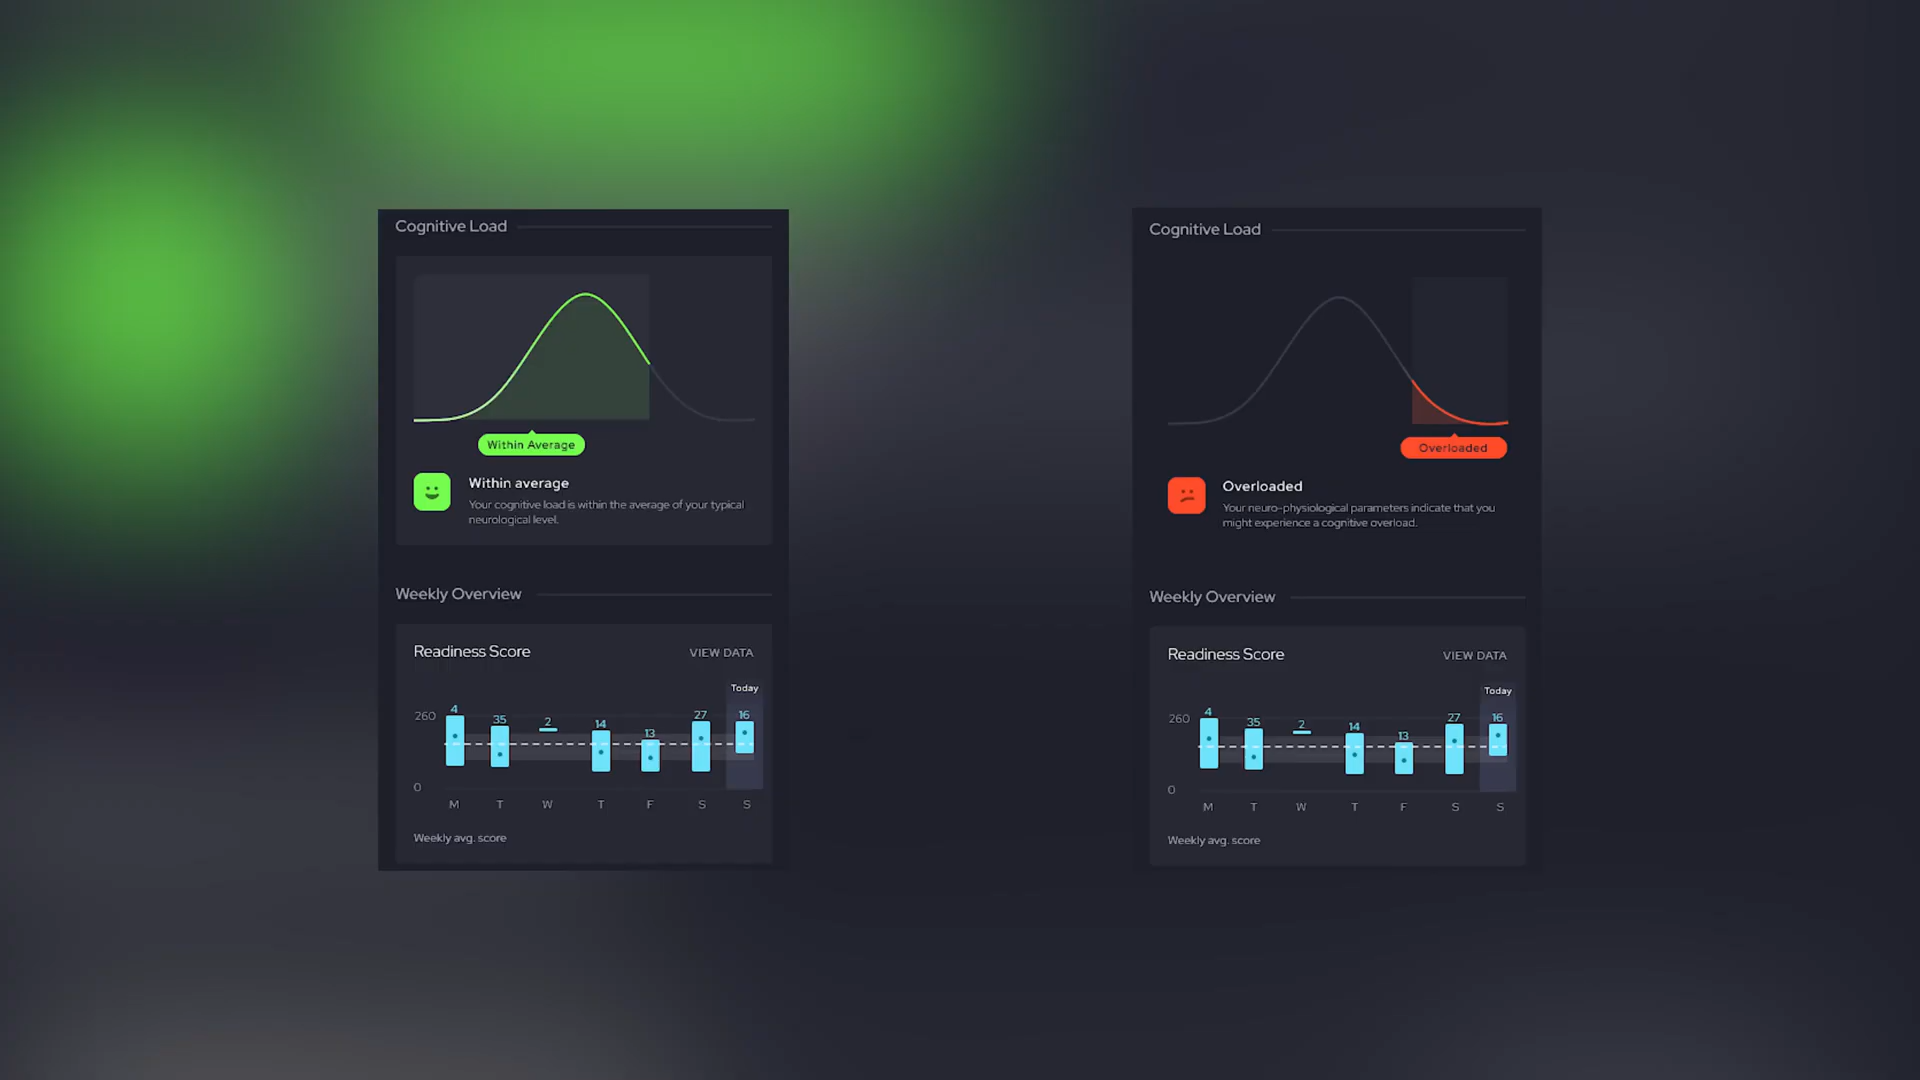 Cognitive Load
Within Average
Within average
Your cognitive load is within the average of your typical
neurological level.
Weekly Overview
Readiness Score
VIEW DATA
Today
260
4
35
2
14
13
27
16
0
M
T
W
T
F
S
S
Weekly avg. score
Cognitive Load
Overloaded
Overloaded
Your neuro-physiological parameters indicate that you
might experience a cognitive overload.
Weekly Overview
Readiness Score
VIEW DATA
Today
260
4
35
2
14
13
27
16
0
M
T
W
T
F
S
S
Weekly avg. score